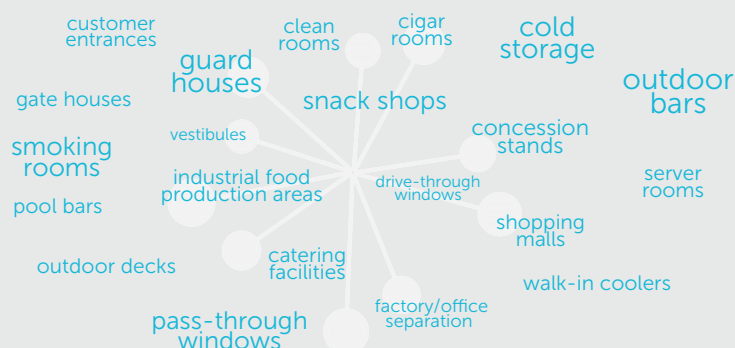 customer
entrances
clean
rooms
cigar
rooms
cold
storage
guard
houses
outdoor
bars
gate houses
snack shops
vestibules
concession
stands
smoking
rooms
industrial food
production areas
drive-through
windows
server
rooms
pool bars
shopping
malls
outdoor decks
catering
facilities
walk-in coolers
pass-through
windows
factory/office
separation